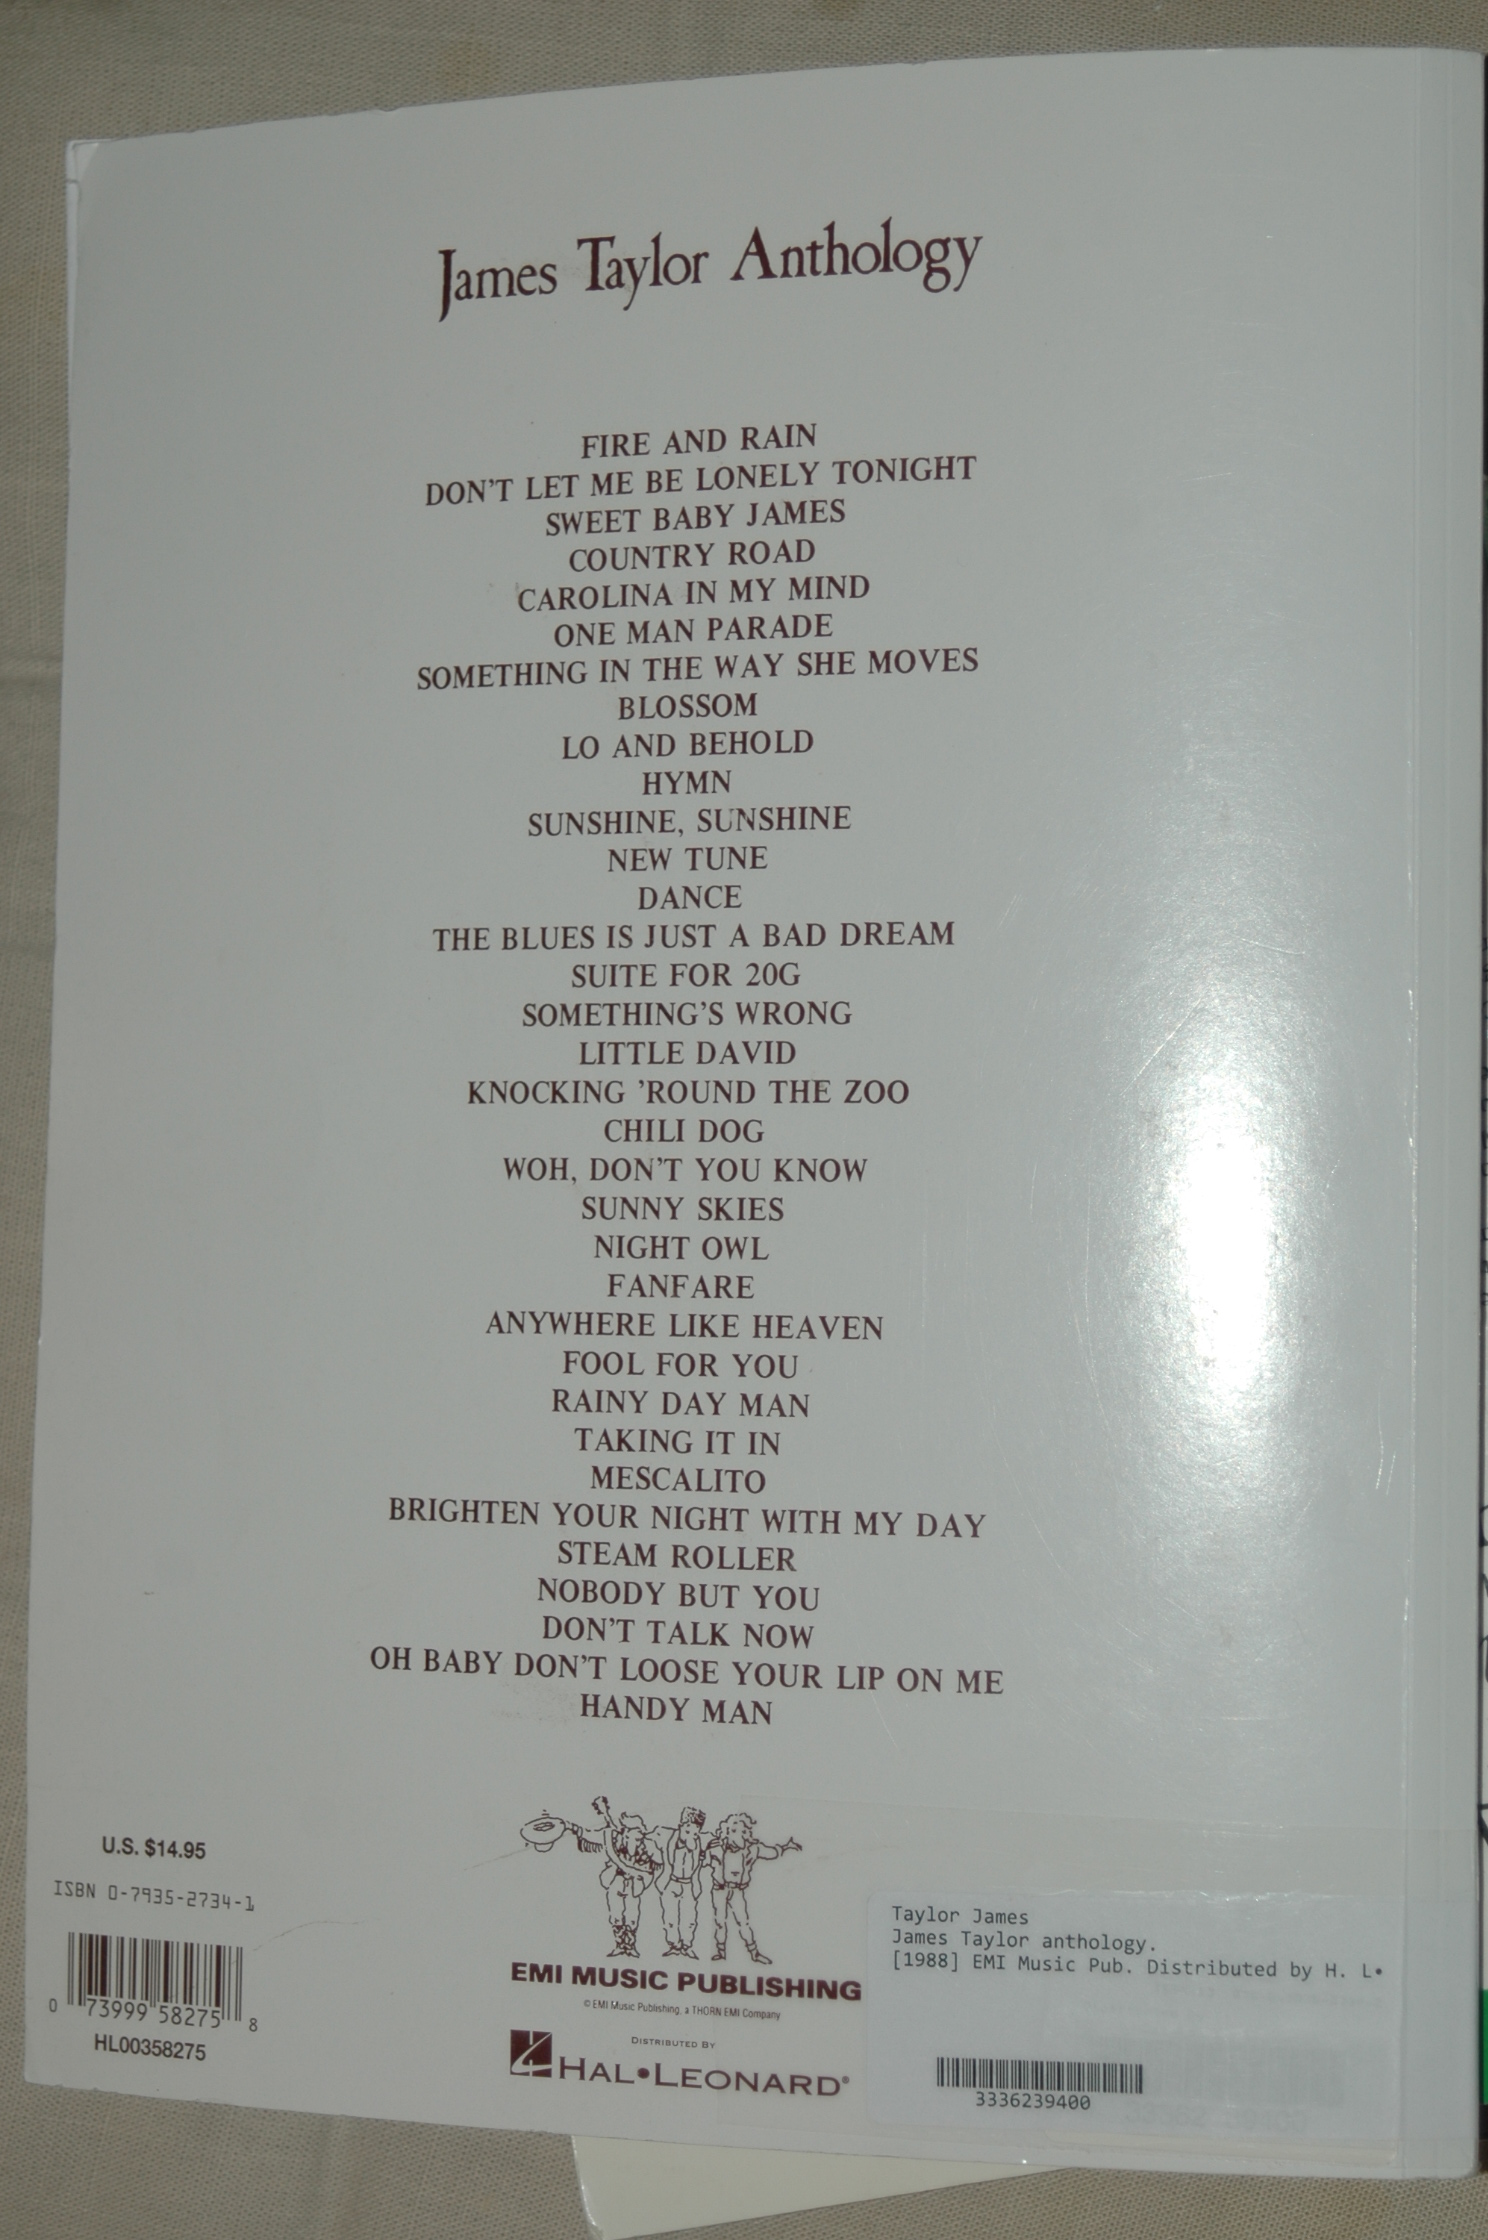 James Taylor Anthology
FIRE AND RAIN
DON'T LET ME BE LONELY TONIGHT
SWEET BABY JAMES
COUNTRY ROAD
CAROLINA IN MY MIND
ONE MAN PARADE
SOMETHING IN THE WAY SHE MOVES
BLOSSOM
LO AND BEHOLD
HYMN
SUNSHINE, SUNSHINE
NEW TUNE
DANCE
THE BLUES IS JUST A BAD DREAM
SUITE FOR 20G
SOMETHING'S WRONG
LITTLE DAVID
KNOCKING 'ROUND THE ZOO
CHILI DOG
WOH, DON'T YOU KNOW
SUNNY SKIES
NIGHT OWL
FANFARE
ANYWHERE LIKE HEAVEN
FOOL FOR YOU
RAINY DAY MAN
TAKING IT IN
MESCALITO
BRIGHTEN YOUR NIGHT WITH MY DAY
STEAM ROLLER
NOBODY BUT YOU
DON'T TALK NOW
OH BABY DON'T LOOSE YOUR LIP ON ME
HANDY MAN
U.S. $14.95
ISBN 0-7935-2734-1
0 73999 58275 8
HL00358275
EMI MUSIC PUBLISHING
© EMI Music Publishing, a THORN EMI Company
DISTRIBUTED BY
HAL•LEONARD®
Taylor James
James Taylor anthology.
[1988] EMI Music Pub. Distributed by H. L•
3336239400